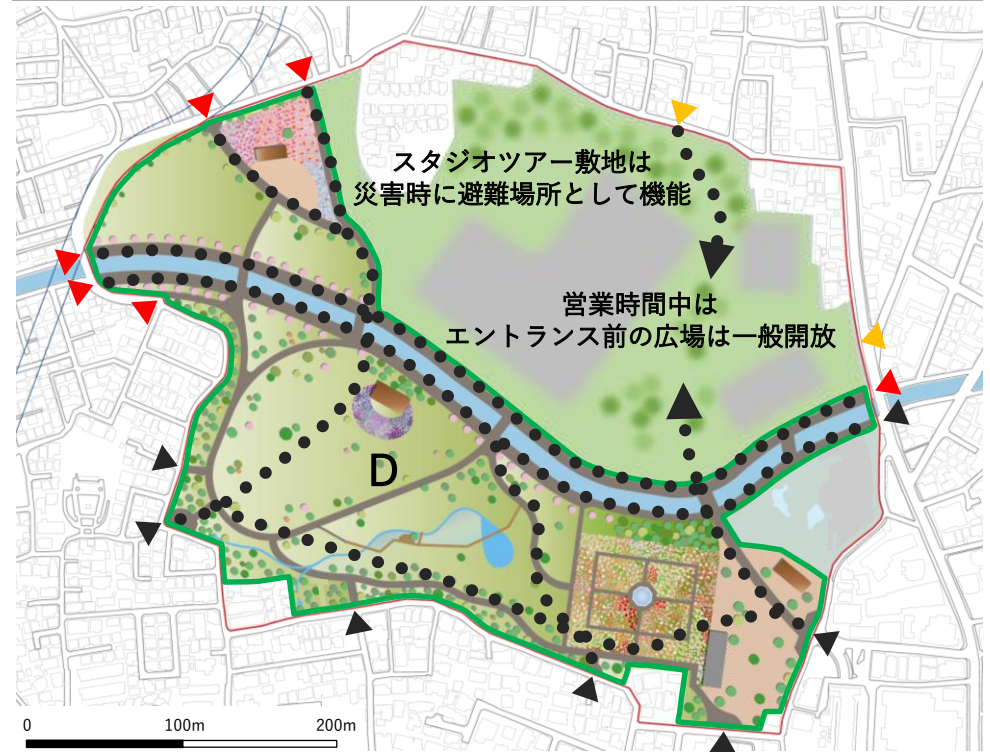 スタジオツアー敷地は
災害時に避難場所として機能
営業時間中は
エントランス前の広場は一般開放
D
0 100m 200m